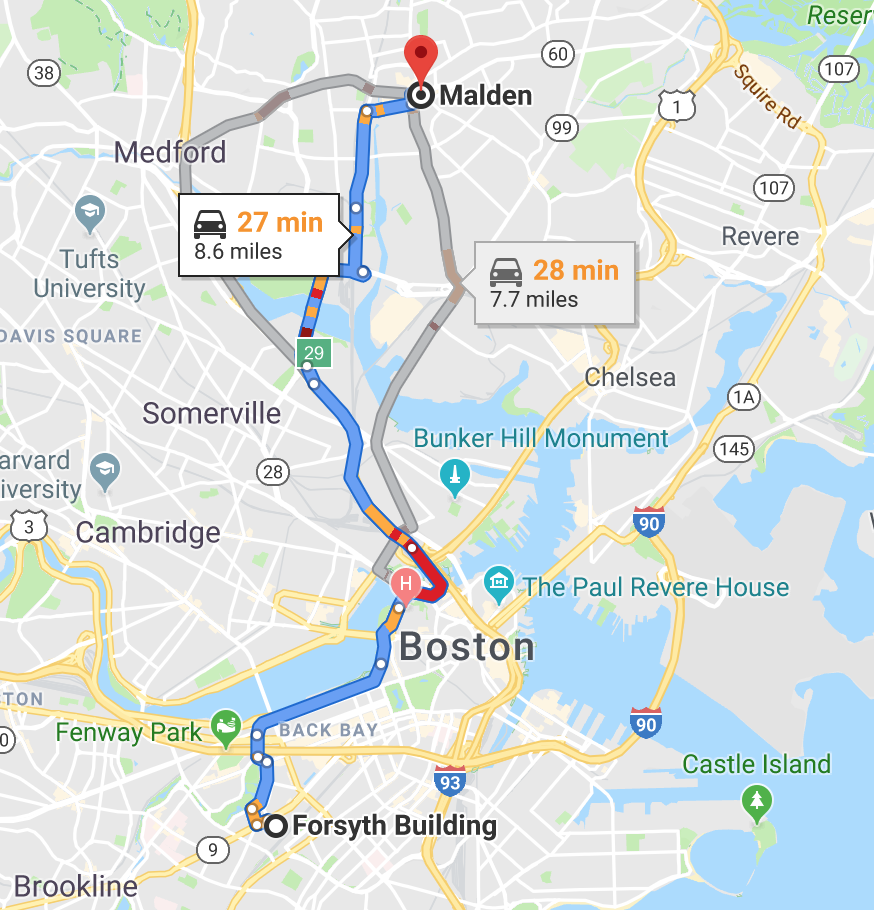 Reser
38
60
107
1
Squire Rd
Malden
99
Medford
107
27 min
8.6 miles
Revere
Tufts
University
28 min
7.7 miles
DAVIS SQUARE
29
Chelsea
1A
Somerville
Bunker Hill Monument
145
arvard
iversity
28
3
Cambridge
90
H
The Paul Revere House
Boston
TON
Fenway Park
BACK BAY
90
0
93
Castle Island
Forsyth Building
9
Brookline